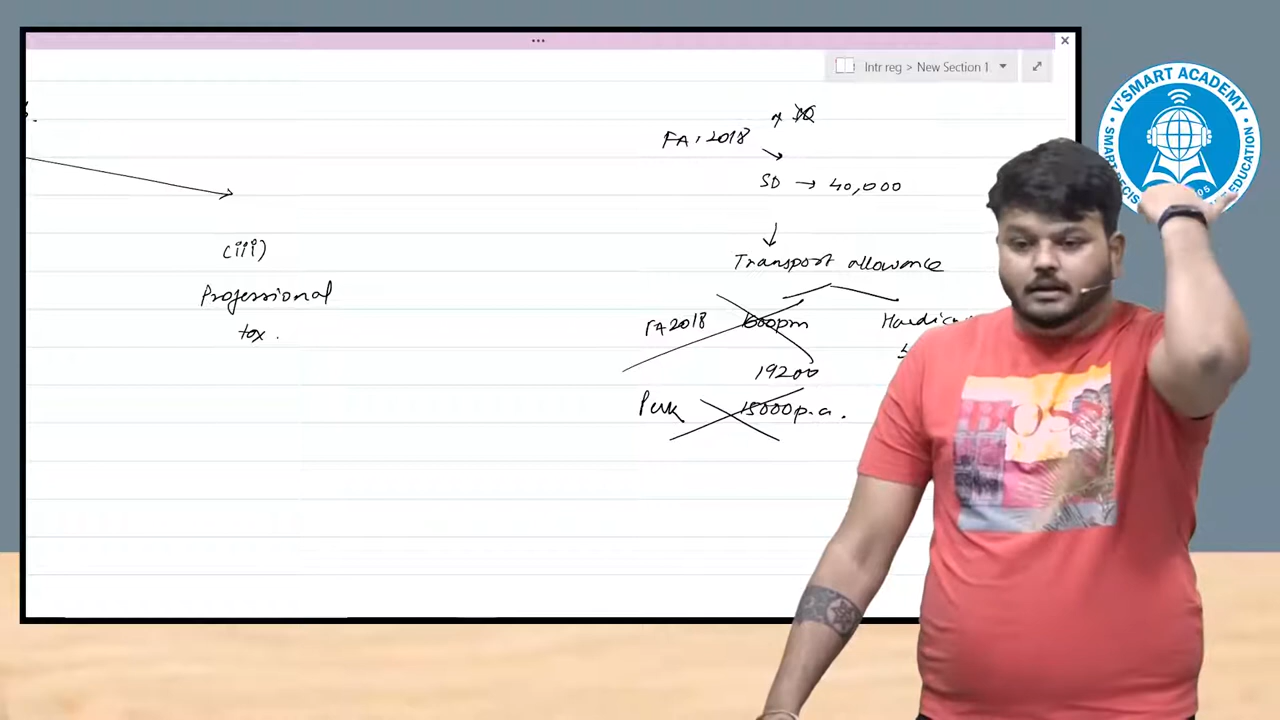 Intr reg > New Section 1
V'SMART ACADEMY
FA, 2018
SD → 40,000
(iii)
Professional
tax.
Transport allowance
FA 2018 1600pm
19200
Perk 15000p.a.